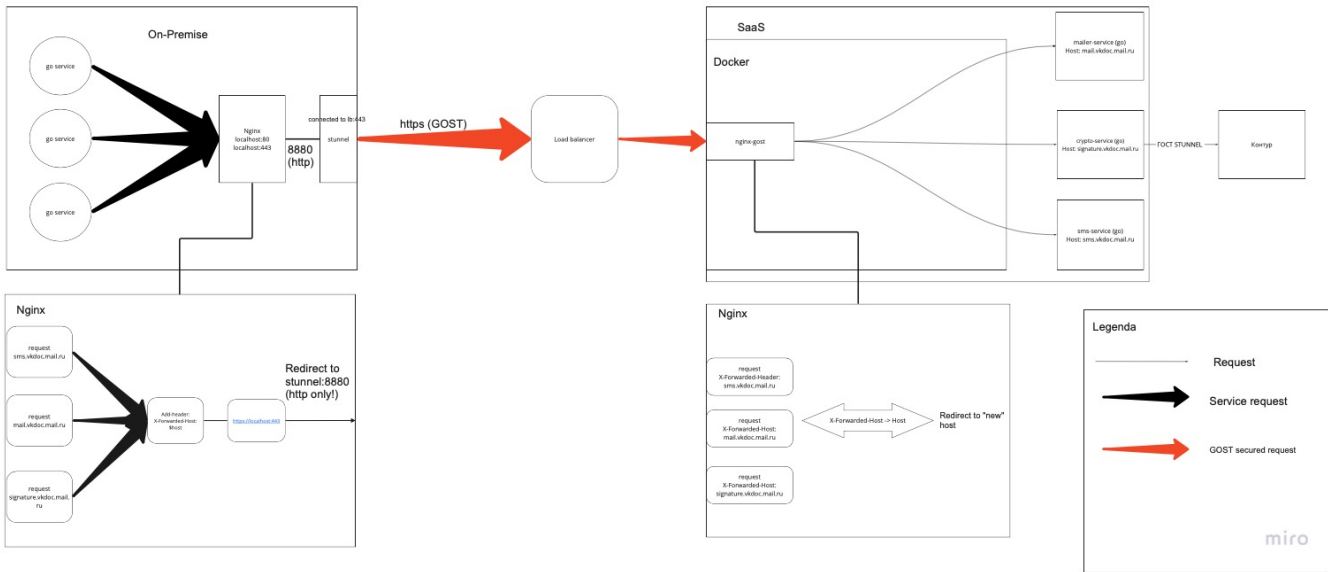 On-Premise
go service
go service
go service
Nginx
localhost:80
localhost:443
8880
(http)
connected to lb:443
stunnel
https (GOST)
Load balancer
SaaS
Docker
nginx-gost
mailer-service (go)
Host: mail.vkdoc.mail.ru
crypto-service (go)
Host: signature.vkdoc.mail.ru
sms-service (go)
Host: sms.vkdoc.mail.ru
ГОСТ STUNNEL
Контур
Nginx
request
sms.vkdoc.mail.ru
request
mail.vkdoc.mail.ru
request
signature.vkdoc.mail.
ru
Add-header:
X-Forwarded-Host:
$host
https://localhost:443
Redirect to
stunnel:8880
(http only!)
Nginx
request
X-Forwarded-Header:
sms.vkdoc.mail.ru
request
X-Forwarded-Host:
mail.vkdoc.mail.ru
request
X-Forwarded-Host:
signature.vkdoc.mail.ru
X-Forwarded-Host -> Host
Redirect to "new"
host
Legenda
Request
Service request
GOST secured request
miro